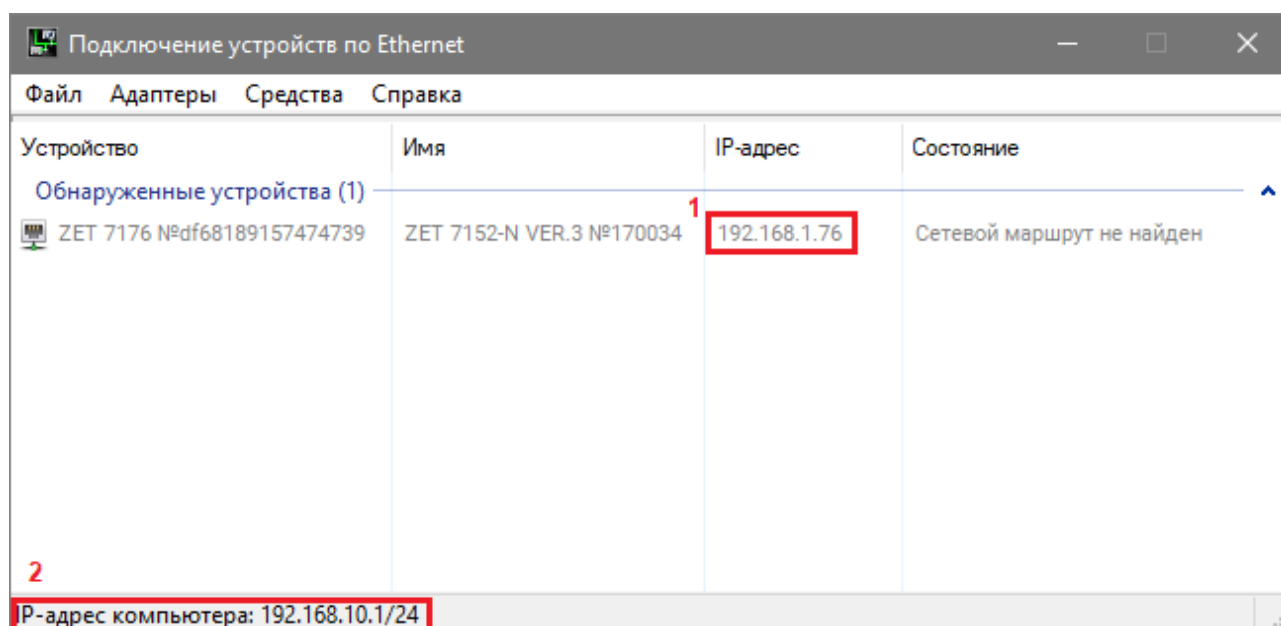 Подключение устройств по Ethernet
Файл Адаптеры Средства Справка
Устройство Имя IP-адрес Состояние
Обнаруженные устройства (1)
1
ZET 7176 №df68189157474739 ZET 7152-N VER.3 №170034 192.168.1.76 Сетевой маршрут не найден
2
IP-адрес компьютера: 192.168.10.1/24